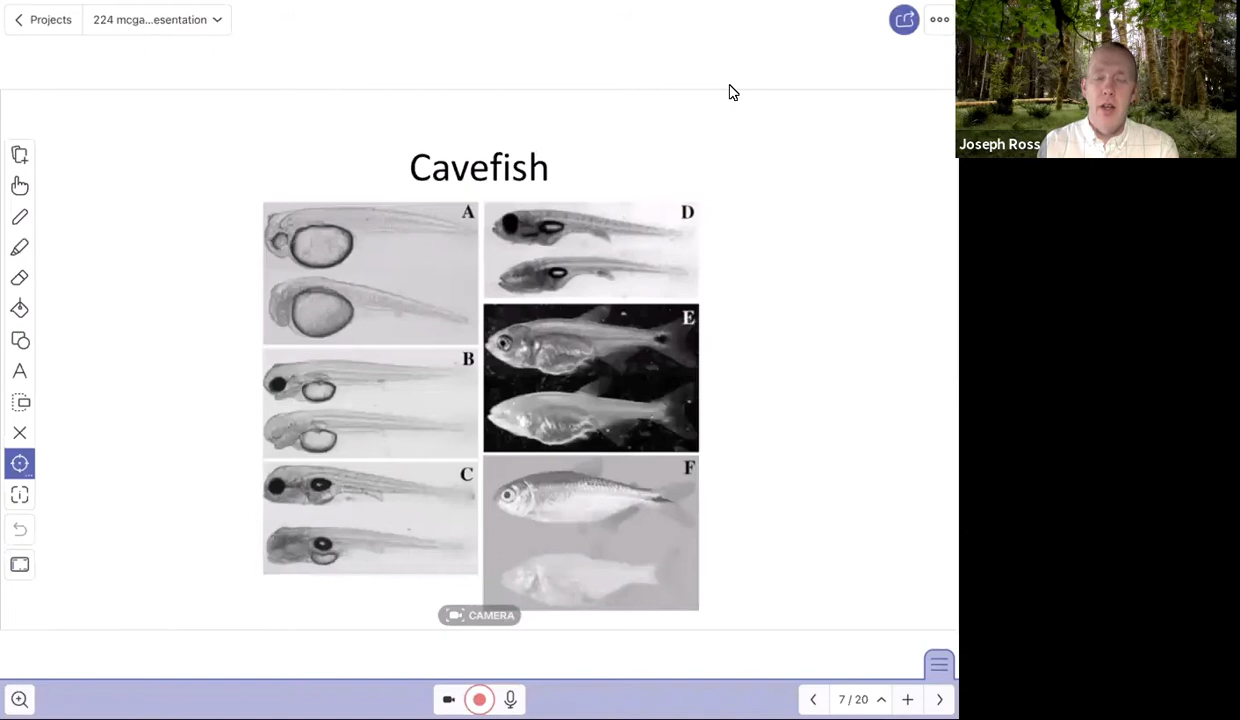 Projects
224 mcga...esentation
Joseph Ross
Cavefish
A
D
E
B
C
F
A
CAMERA
7 / 20